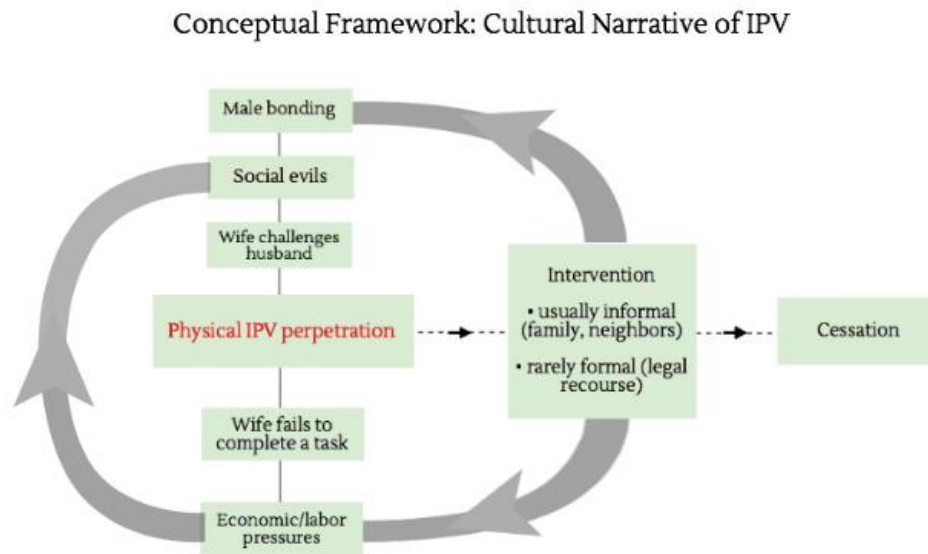 Conceptual Framework: Cultural Narrative of IPV
Male bonding
Social evils
Wife challenges
husband
Physical IPV perpetration
Intervention
• usually informal
(family, neighbors)
• rarely formal (legal
recourse)
Cessation
Wife fails to
complete a task
Economic/labor
pressures